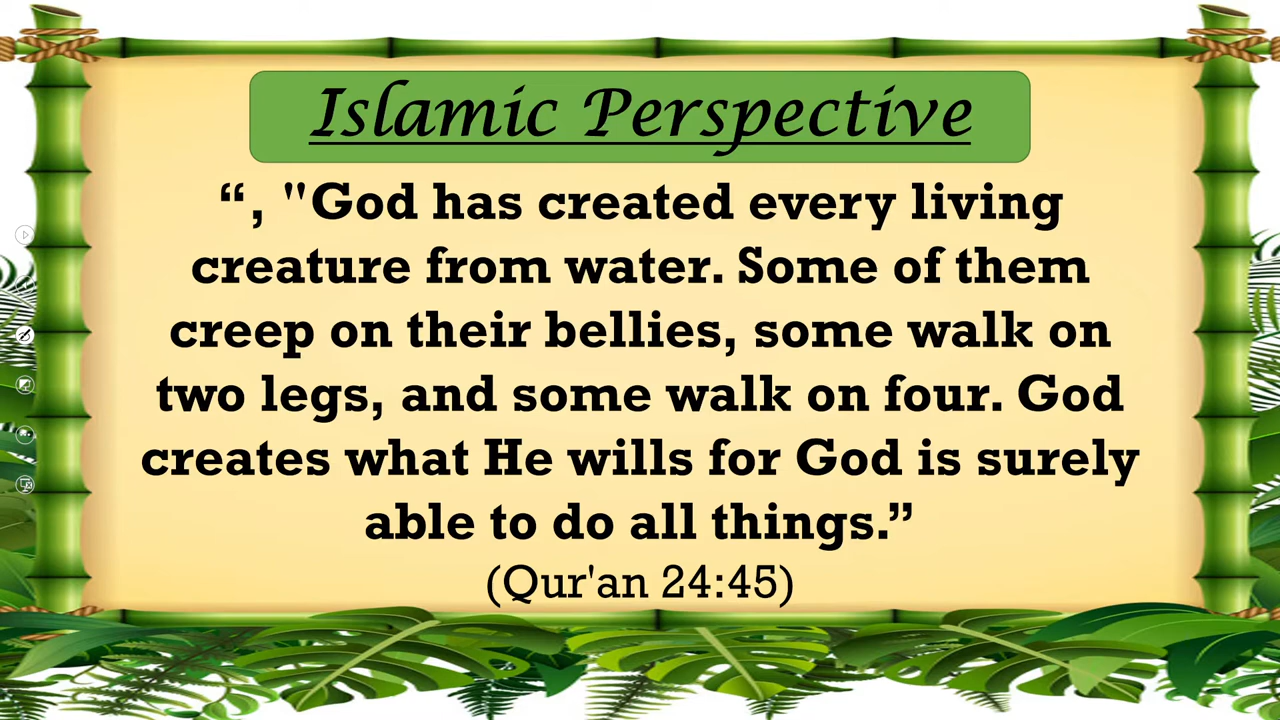 Islamic Perspective
“, "God has created every living
creature from water. Some of them
creep on their bellies, some walk on
two legs, and some walk on four. God
creates what He wills for God is surely
able to do all things.”
(Qur'an 24:45)